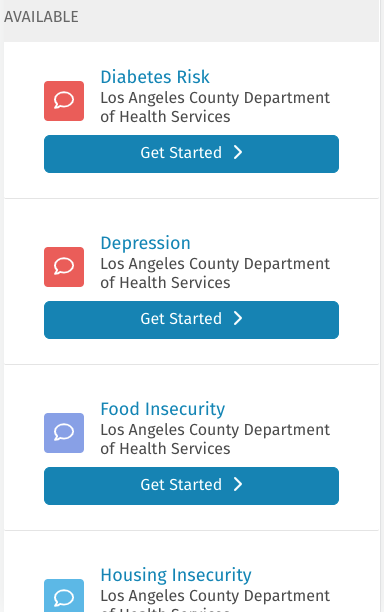 AVAILABLE
Diabetes Risk
Los Angeles County Department
of Health Services
Get Started
Depression
Los Angeles County Department
of Health Services
Get Started
Food Insecurity
Los Angeles County Department
of Health Services
Get Started
Housing Insecurity
Los Angeles County Department
of Health Services